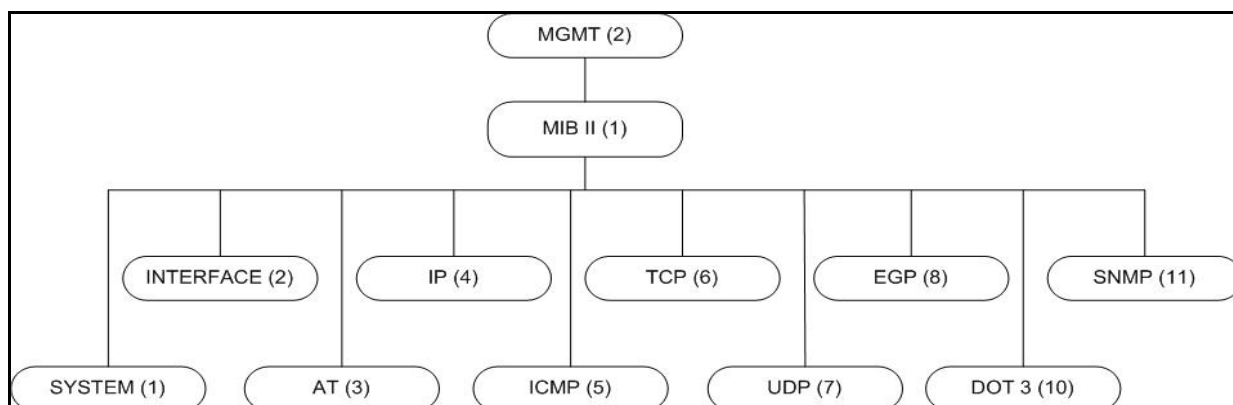 MGMT (2)
MIB II (1)
INTERFACE (2)
IP (4)
TCP (6)
EGP (8)
SNMP (11)
SYSTEM (1)
AT (3)
ICMP (5)
UDP (7)
DOT 3 (10)